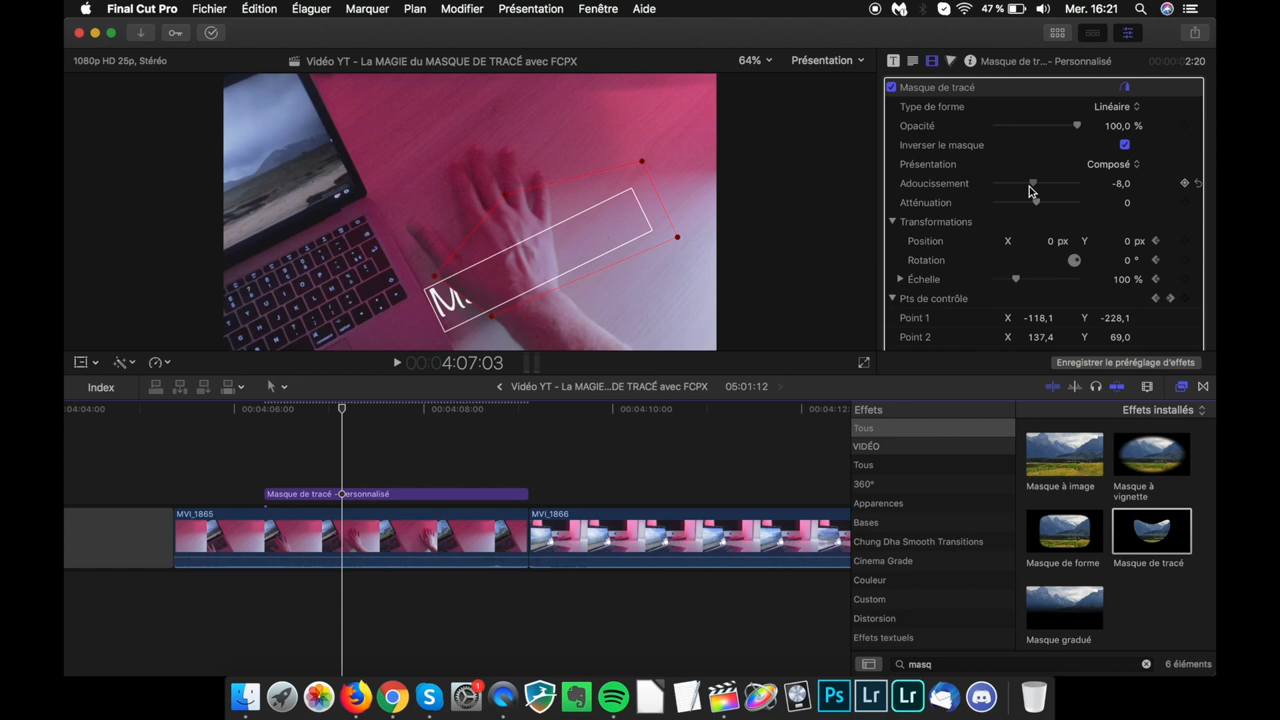 Final Cut Pro Fichier Édition Élaguer Marquer Plan Modifier Présentation Fenêtre Aide 47 % Mer. 16:21
1080p HD 25p, Stéréo Vidéo YT - La MAGIE du MASQUE DE TRACÉ avec FCPX 64% Présentation Masque de tr... - Personnalisé 00:00:02:20
Masque de tracé
Type de forme Linéaire
Opacité 100,0 %
Inverser le masque
Présentation Composé
Adoucissement -8,0
Atténuation 0
Transformations
Position X 0 px Y 0 px
Rotation 0 °
Échelle 100 %
Pts de contrôle
Point 1 X -118,1 Y -228,1
Point 2 X 137,4 Y 69,0
00:00:4:07:03 Enregistrer le préréglage d'effets
Index Vidéo YT - La MAGIE...DE TRACÉ avec FCPX 05:01:12
:04:04:00 00:04:06:00 00:04:08:00 00:04:10:00 00:04:12:
Effets Effets installés
Tous
VIDÉO
Tous
360°
Apparences
Bases
Chung Dha Smooth Transitions
Cinema Grade
Couleur
Custom
Distorsion
Effets textuels
Masque à image Masque à vignette
Masque de forme Masque de tracé
Masque gradué
masq 6 éléments
Masque de tracé - Personnalisé
MVI_1865 MVI_1866
Ps Lr Lr
1